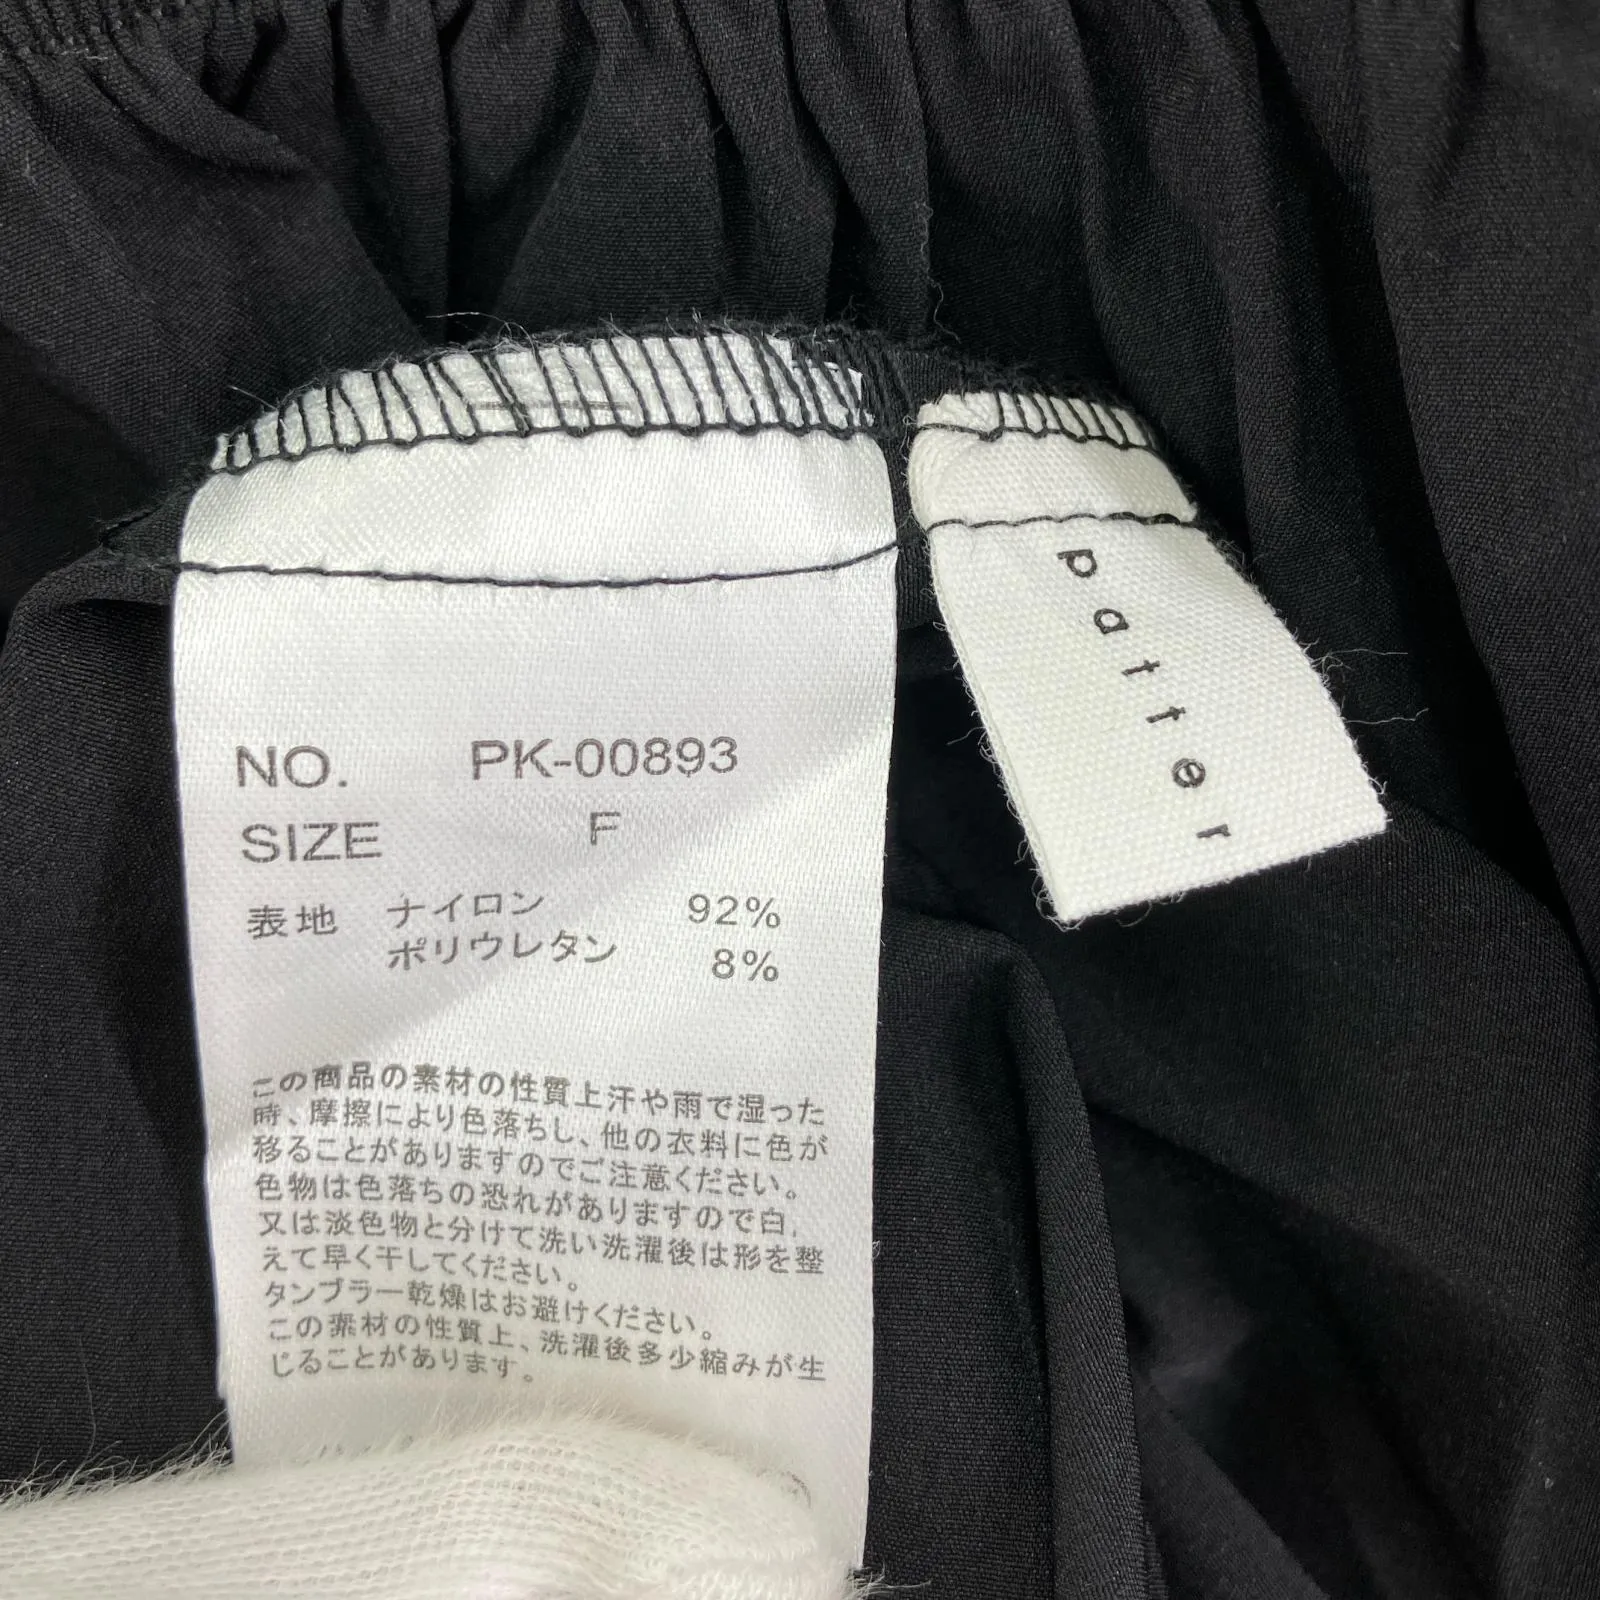 NO. PK-00893
SIZE F
表地 ナイロン 92%
ポリウレタン 8%
この商品の素材の性質上汗や雨で湿った
時、摩擦により色落ちし、他の衣料に色が
移ることがありますのでご注意ください。
色物は色落ちの恐れがありますので白,
又は淡色物と分けて洗い洗濯後は形を整
えて早く干してください。
タンブラー乾燥はお避けください。
この素材の性質上、洗濯後多少縮みが生
じることがあります。
patter